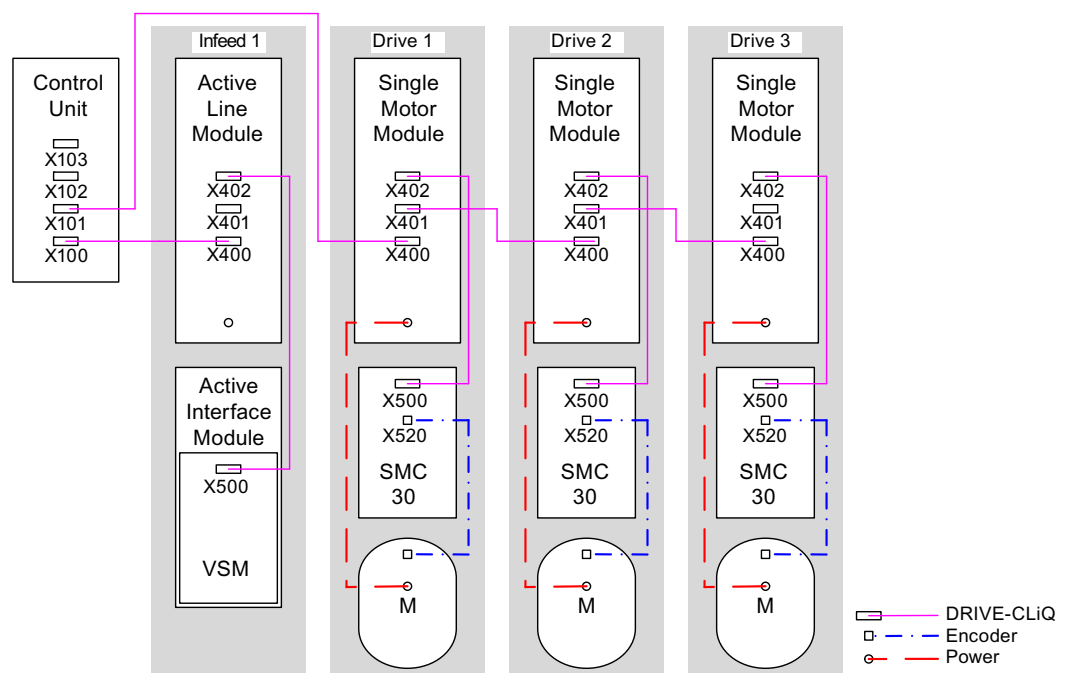 Infeed 1
Drive 1
Drive 2
Drive 3
Control
Unit
X103
X102
X101
X100
Active
Line
Module
X402
X401
X400
Active
Interface
Module
X500
VSM
Single
Motor
Module
X402
X401
X400
X500
X520
SMC
30
M
Single
Motor
Module
X402
X401
X400
X500
X520
SMC
30
M
Single
Motor
Module
X402
X401
X400
X500
X520
SMC
30
M
DRIVE-CLiQ
Encoder
Power